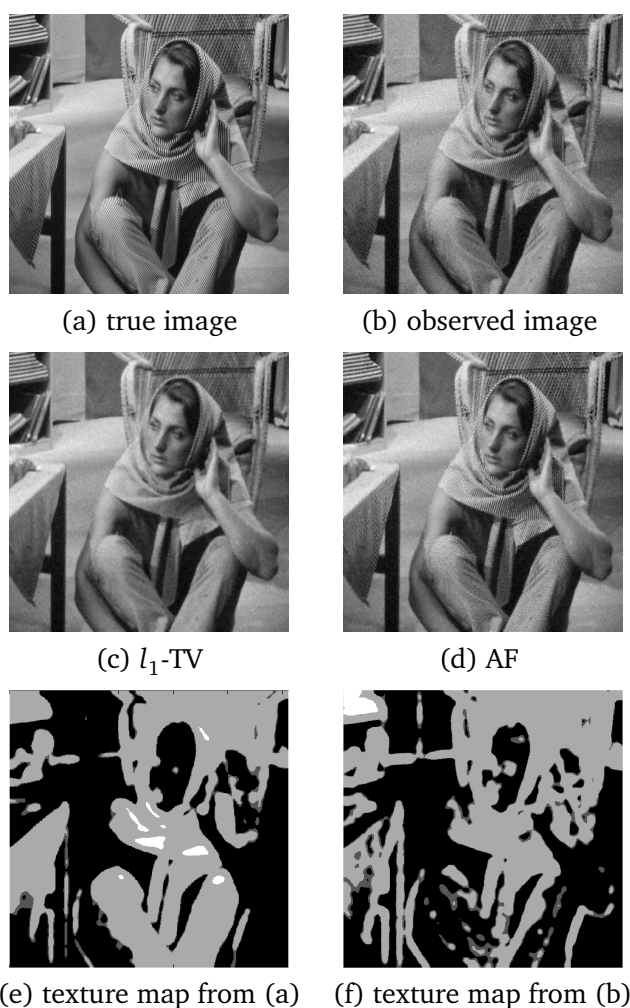 (a) true image
(b) observed image
(c) l₁-TV
(d) AF
(e) texture map from (a)
(f) texture map from (b)